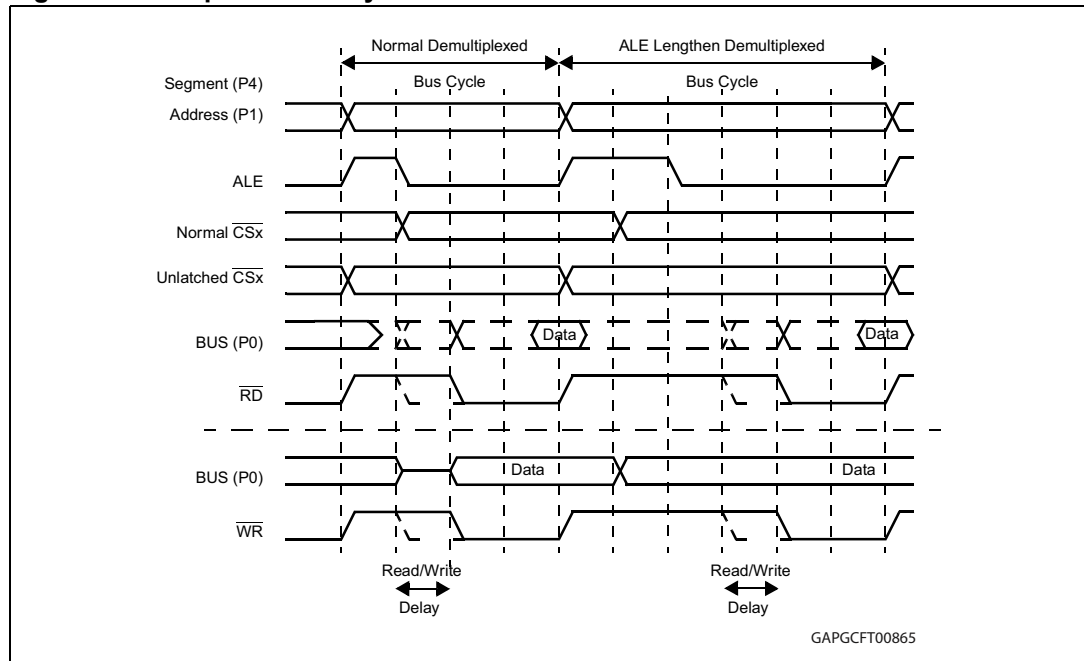 Normal Demultiplexed
ALE Lengthen Demultiplexed
Segment (P4)
Bus Cycle
Bus Cycle
Address (P1)
ALE
Normal CSx
Unlatched CSx
BUS (P0)
Data
Data
RD
BUS (P0)
Data
Data
WR
Read/Write
Delay
Read/Write
Delay
GAPGCFT00865